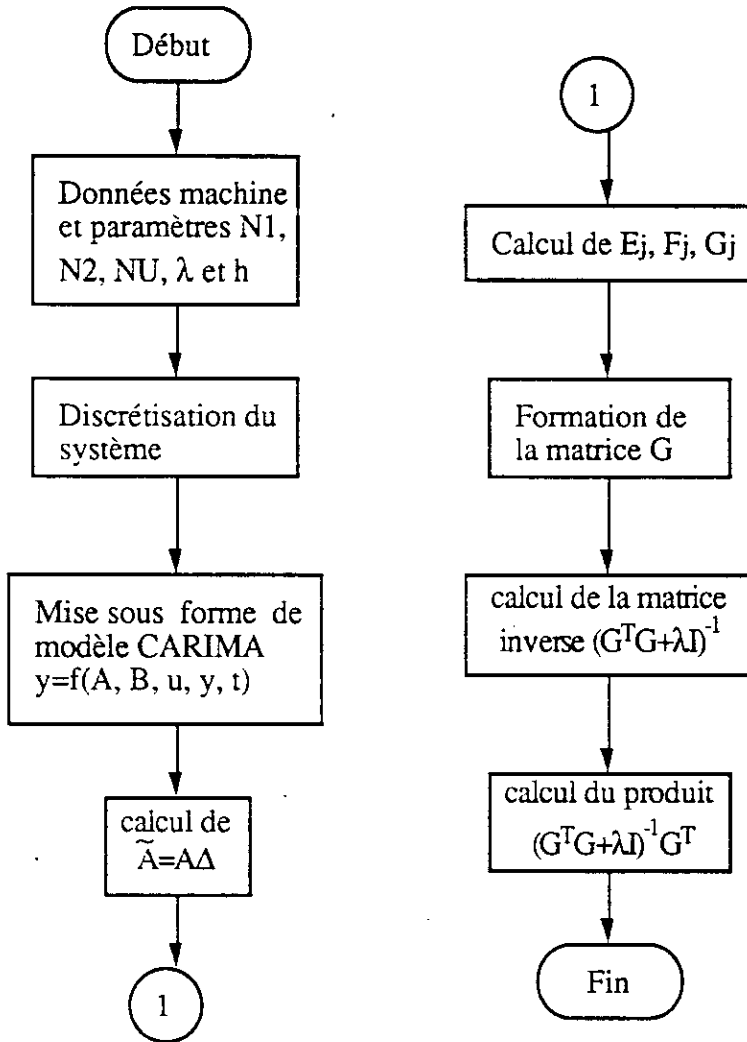 Début
Données machine
et paramètres N1,
N2, NU, λ et h
Discrétisation du
système
Mise sous forme de
modèle CARIMA
y=f(A, B, u, y, t)
calcul de
Ã=AΔ
1
1
Calcul de Ej, Fj, Gj
Formation de
la matrice G
calcul de la matrice
inverse (GᵀG+λI)⁻¹
calcul du produit
(GᵀG+λI)⁻¹Gᵀ
Fin